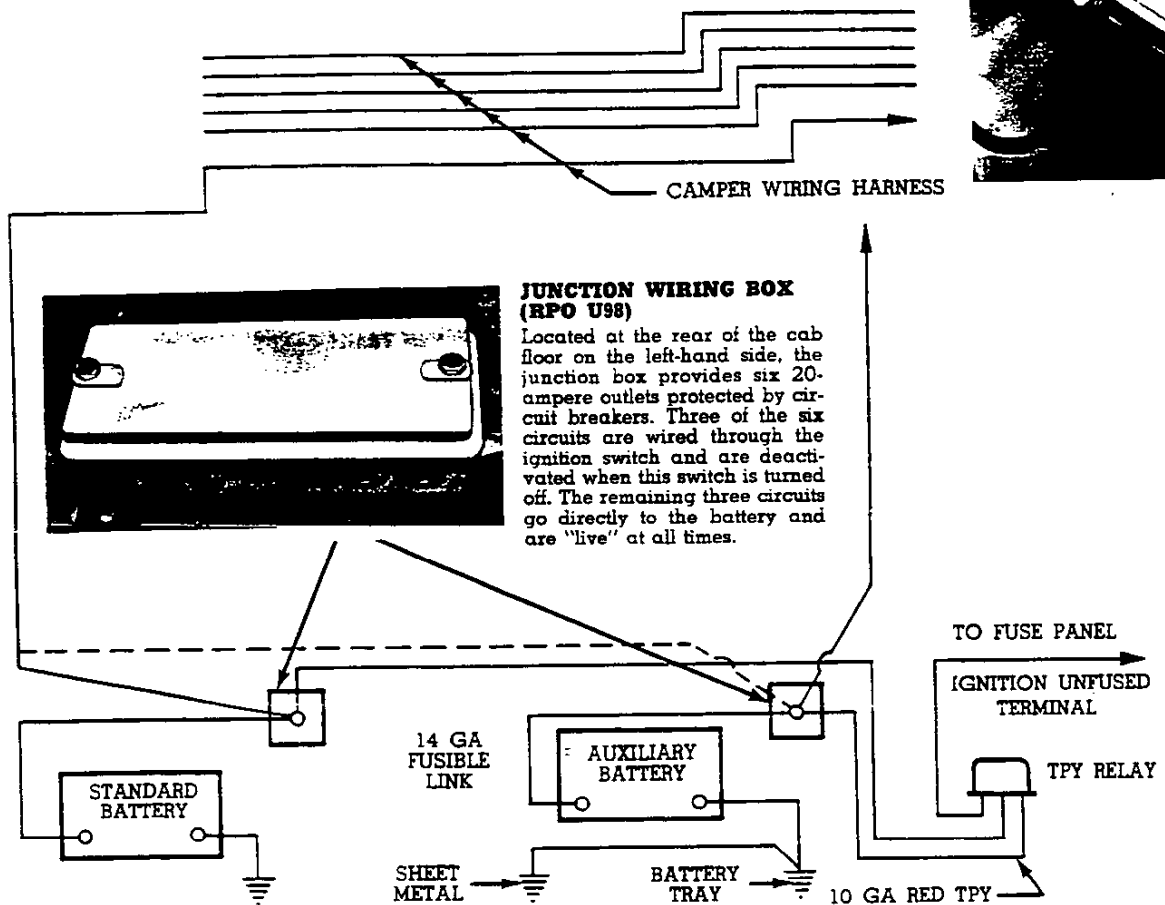 CAMPER WIRING HARNESS
JUNCTION WIRING BOX
(RPO U98)
Located at the rear of the cab
floor on the left-hand side, the
junction box provides six 20-
ampere outlets protected by cir-
cuit breakers. Three of the six
circuits are wired through the
ignition switch and are deacti-
vated when this switch is turned
off. The remaining three circuits
go directly to the battery and
are "live" at all times.
TO FUSE PANEL
IGNITION UNFUSED
TERMINAL
14 GA
FUSIBLE
LINK
AUXILIARY
BATTERY
TPY RELAY
STANDARD
BATTERY
SHEET
METAL
BATTERY
TRAY
10 GA RED TPY